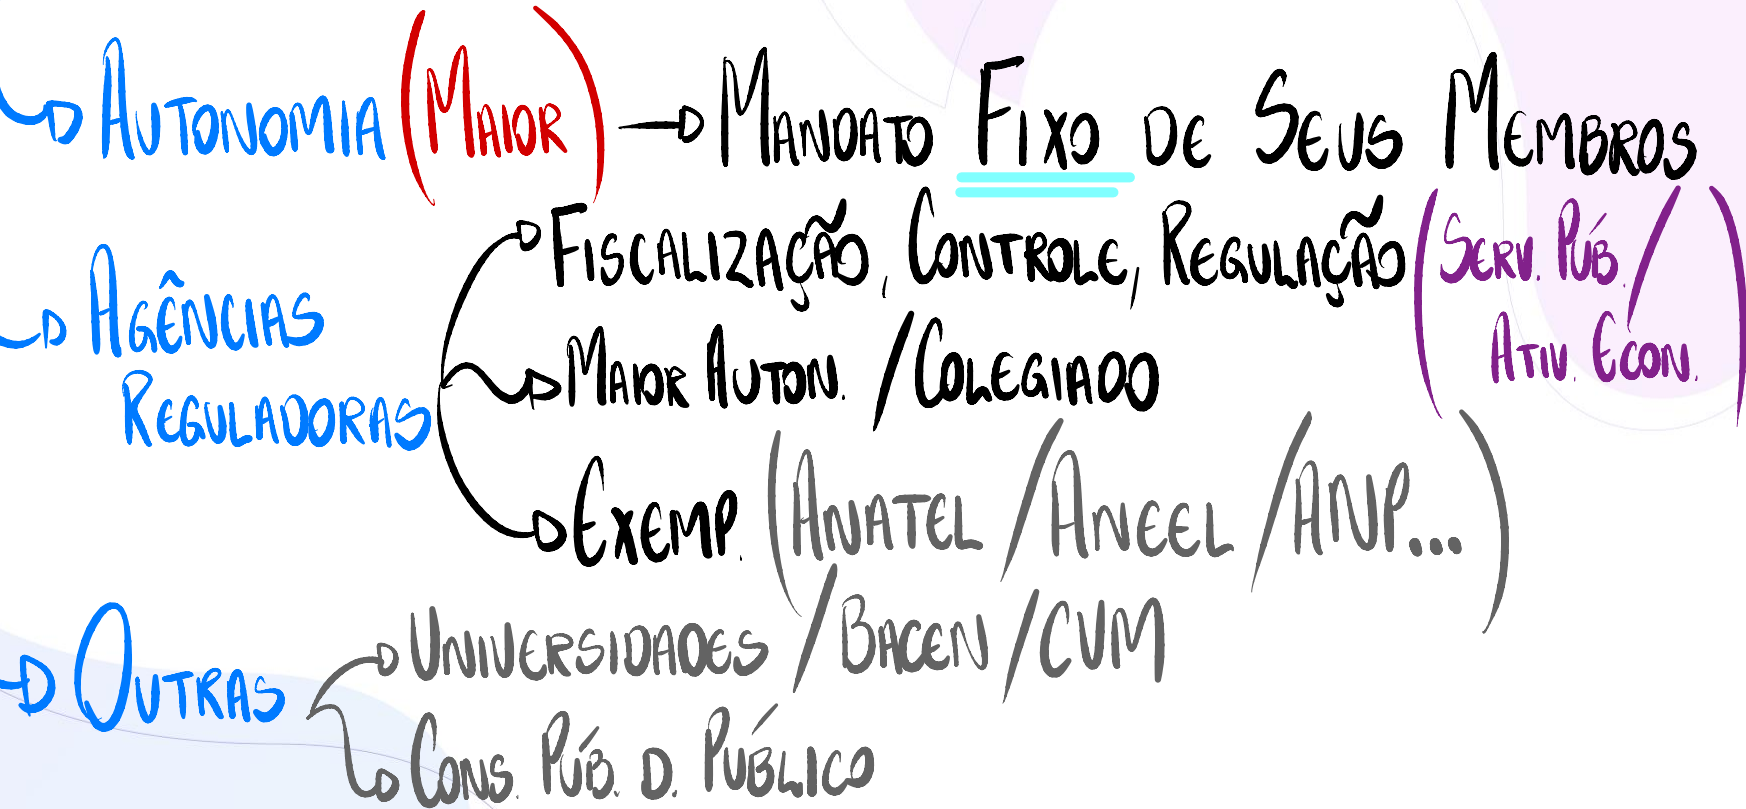 AUTONOMIA (MAIOR) → MANDATO FIXO DE SEUS MEMBROS
AGÊNCIAS REGULADORAS
FISCALIZAÇÃO, CONTROLE, REGULAÇÃO (SERV. PÚB. / ATIV. ECON.)
MAIOR AUTON. / COLEGIADO
EXEMP. (ANATEL / ANEEL / ANP...)
OUTRAS
UNIVERSIDADES / BACEN / CVM
CONS. PÚB. D. PÚBLICO